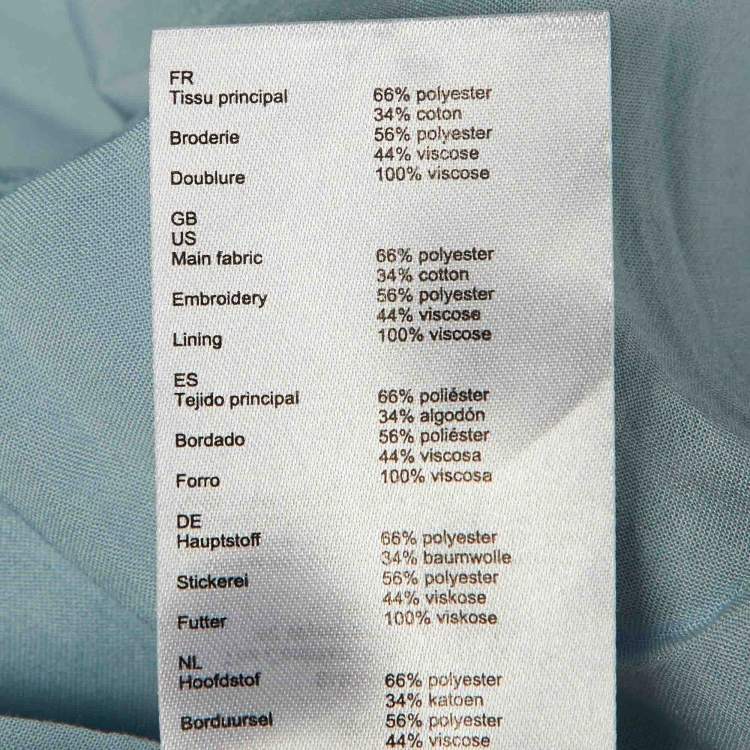 FR
Tissu principal 66% polyester
34% coton
Broderie 56% polyester
44% viscose
Doublure 100% viscose
GB
US
Main fabric 66% polyester
34% cotton
Embroidery 56% polyester
44% viscose
Lining 100% viscose
ES
Tejido principal 66% poliéster
34% algodón
Bordado 56% poliéster
44% viscosa
Forro 100% viscosa
DE
Hauptstoff 66% polyester
34% baumwolle
Stickerei 56% polyester
44% viskose
Futter 100% viskose
NL
Hoofdstof 66% polyester
34% katoen
Borduursel 56% polyester
44% viscose